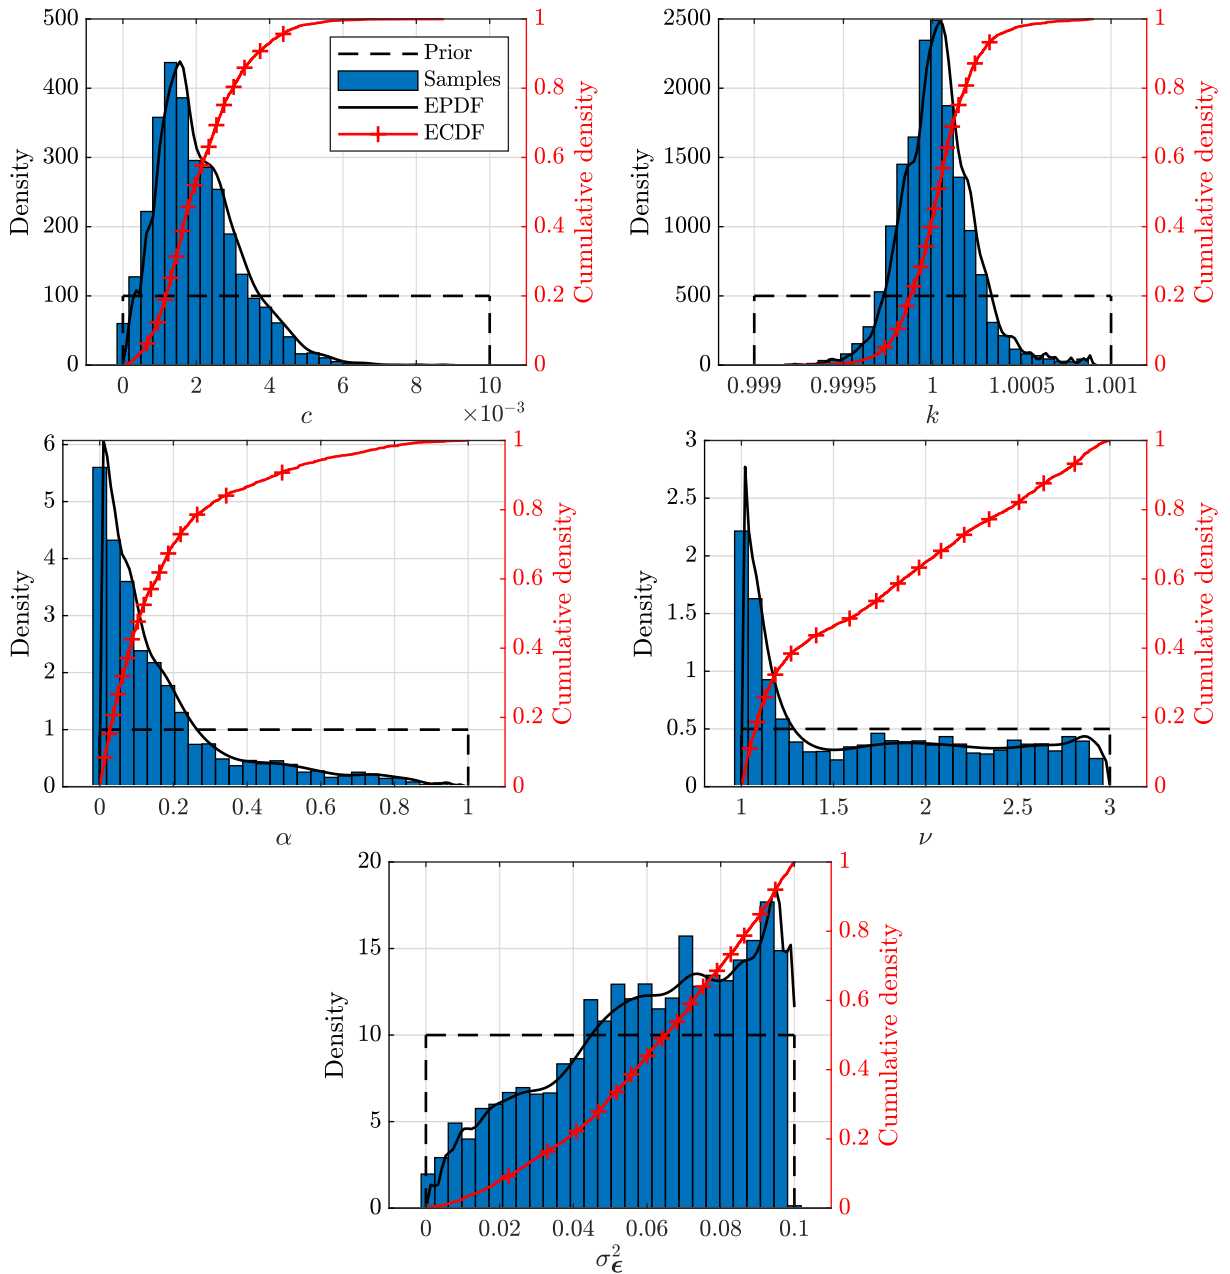 500
400
300
200
100
0
Density
0 2 4 6 8 10
×10⁻³
c
1
0.8
0.6
0.4
0.2
0
Cumulative density
Prior
Samples
EPDF
ECDF
2500
2000
1500
1000
500
0
Density
0.999 0.9995 1 1.0005 1.001
k
1
0.8
0.6
0.4
0.2
0
Cumulative density
6
5
4
3
2
1
0
Density
0 0.2 0.4 0.6 0.8 1
α
1
0.8
0.6
0.4
0.2
0
Cumulative density
3
2.5
2
1.5
1
0.5
0
Density
1 1.5 2 2.5 3
ν
1
0.8
0.6
0.4
0.2
0
Cumulative density
20
15
10
5
0
Density
0 0.02 0.04 0.06 0.08 0.1
σ²_ϵ
1
0.8
0.6
0.4
0.2
0
Cumulative density